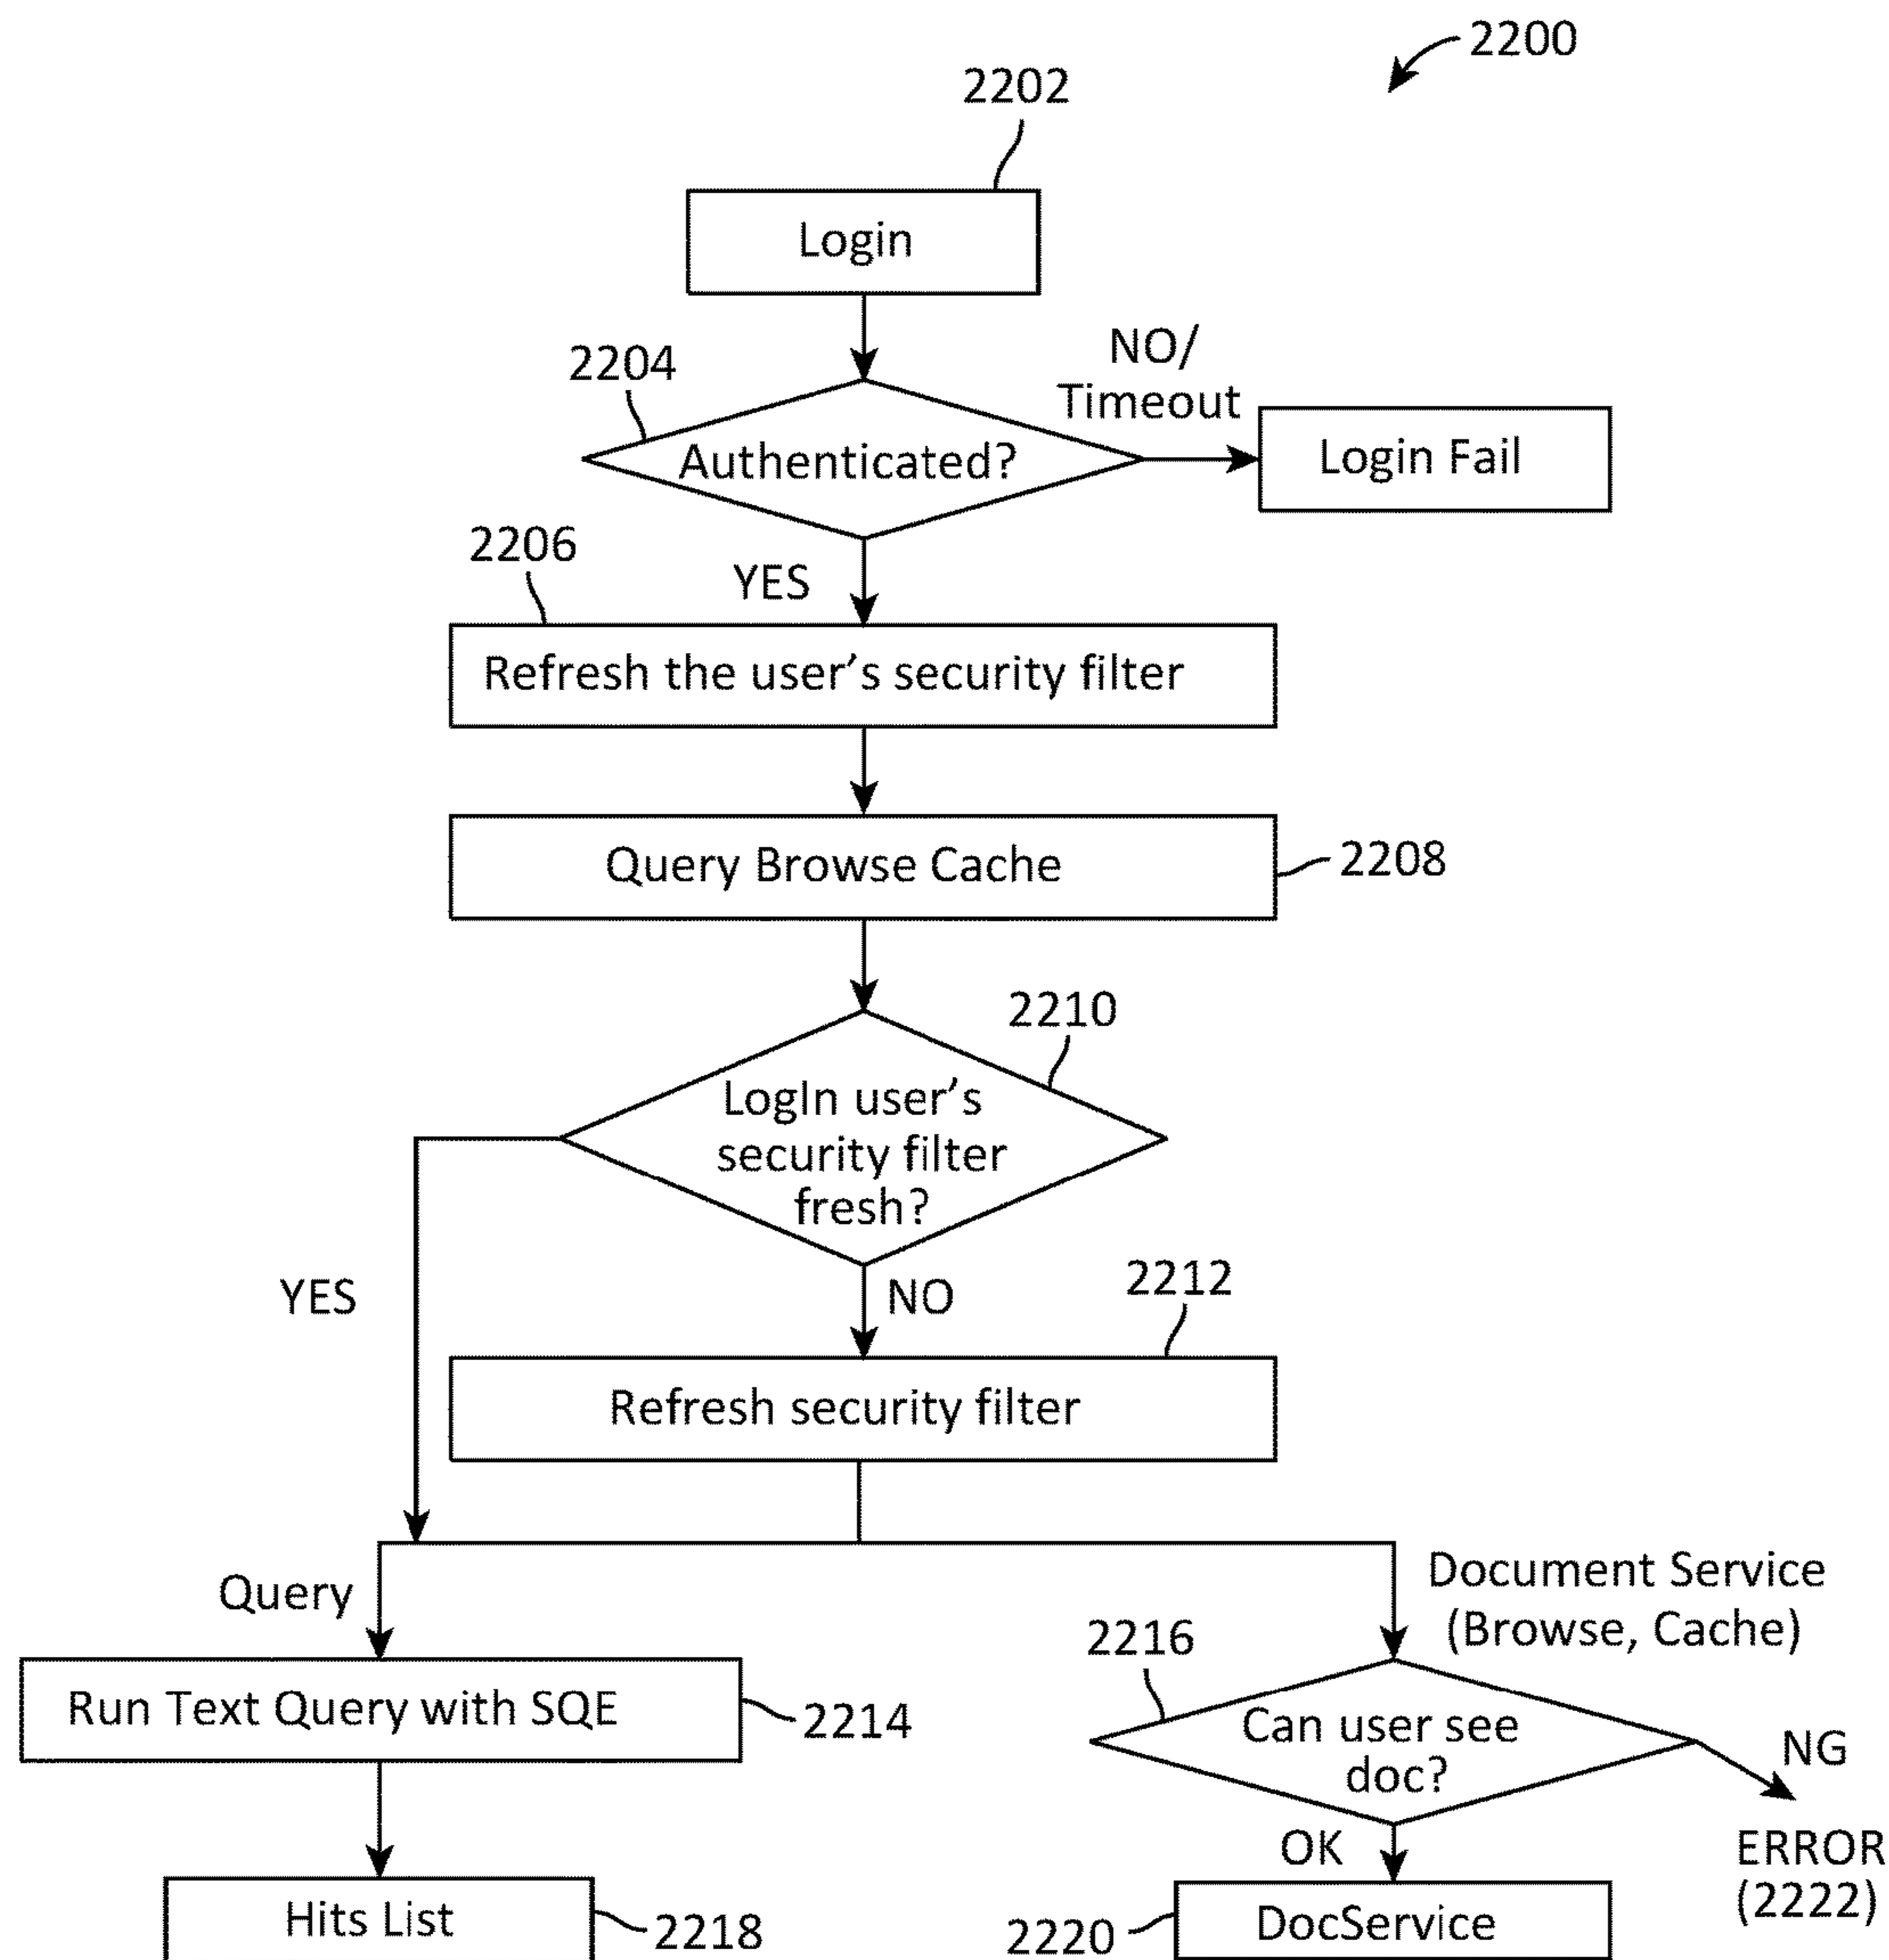 2200
2202
Login
2204
NO/
Timeout
Authenticated?
Login Fail
2206
YES
Refresh the user's security filter
Query Browse Cache
2208
2210
LogIn user's
security filter
fresh?
YES
NO
2212
Refresh security filter
Query
Document Service
(Browse, Cache)
2216
Run Text Query with SQE
2214
Can user see
doc?
NG
OK
ERROR
(2222)
Hits List
2218
2220
DocService